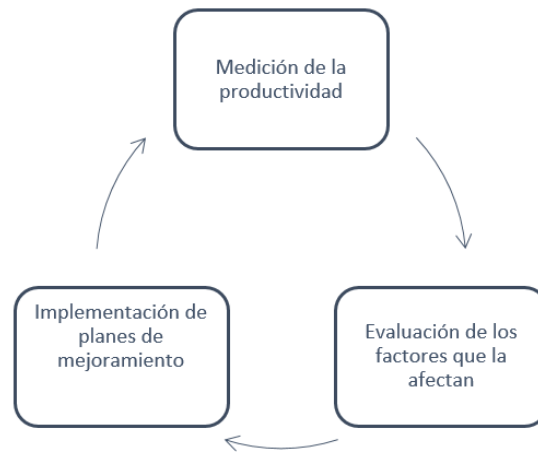 Medición de la
productividad
Evaluación de los
factores que la
afectan
Implementación de
planes de
mejoramiento